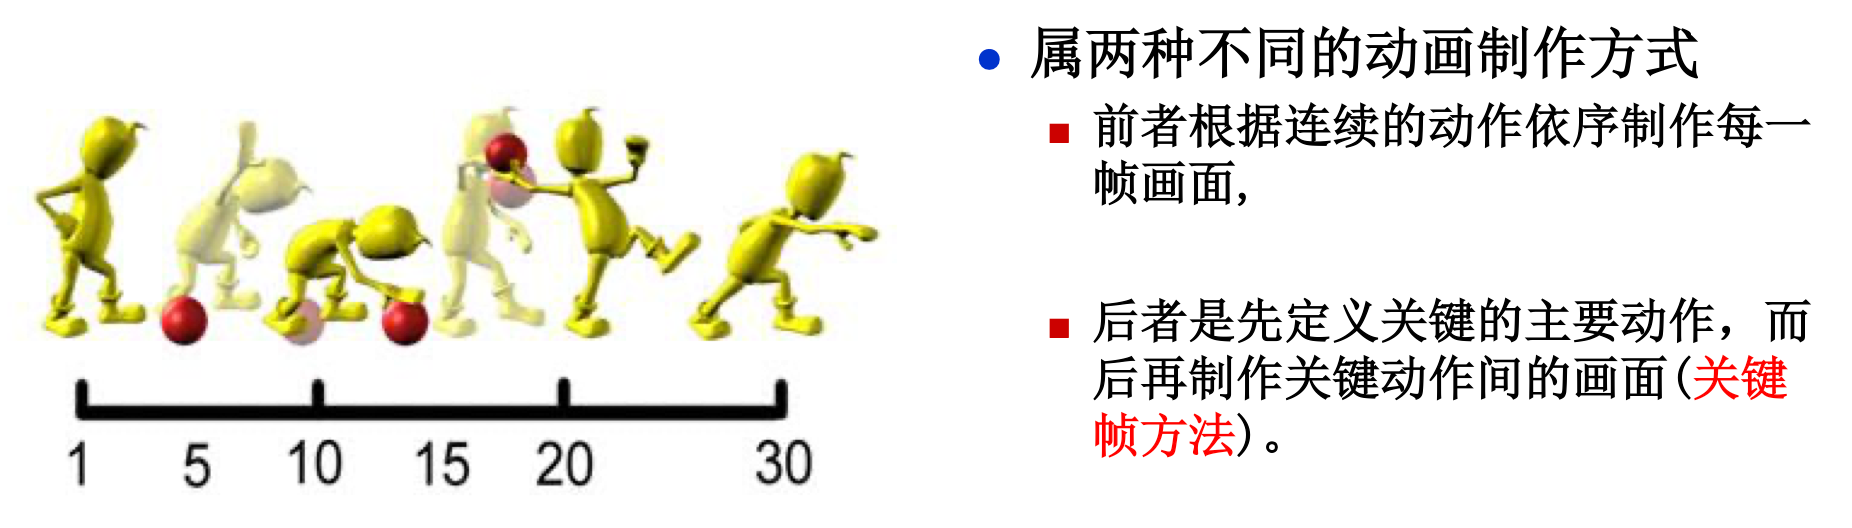 属两种不同的动画制作方式
前者根据连续的动作依序制作每一
帧画面,
后者是先定义关键的主要动作，而
后再制作关键动作间的画面(关键
帧方法)。
1 5 10 15 20 30